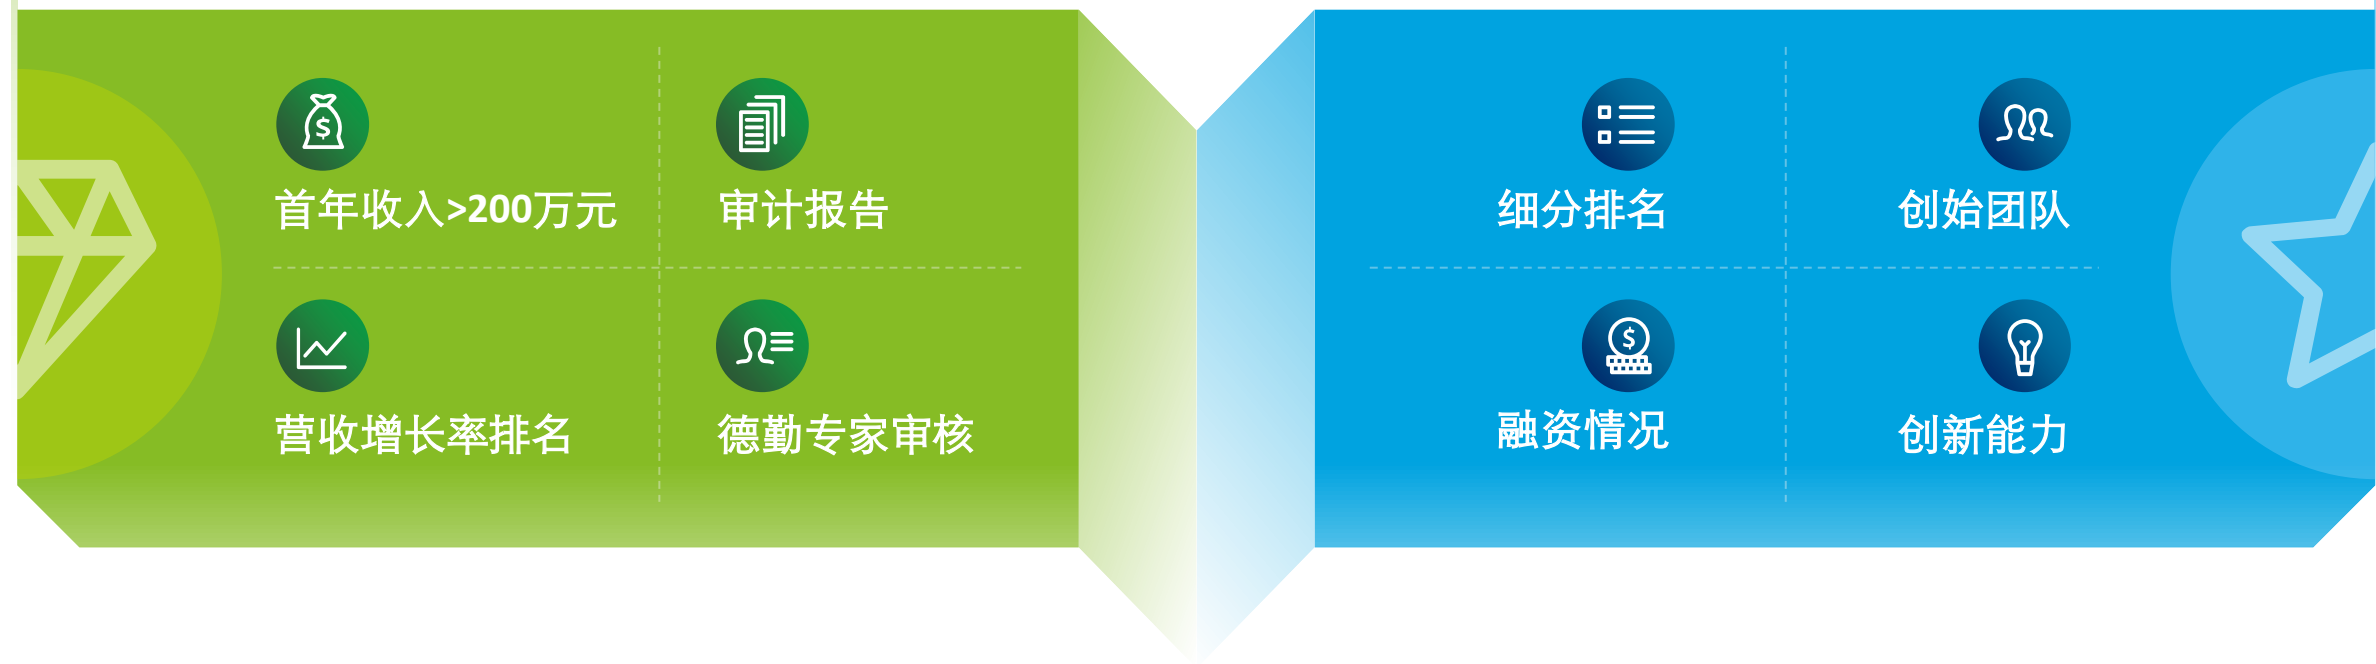 首年收入>200万元
审计报告
营收增长率排名
德勤专家审核
细分排名
创始团队
融资情况
创新能力